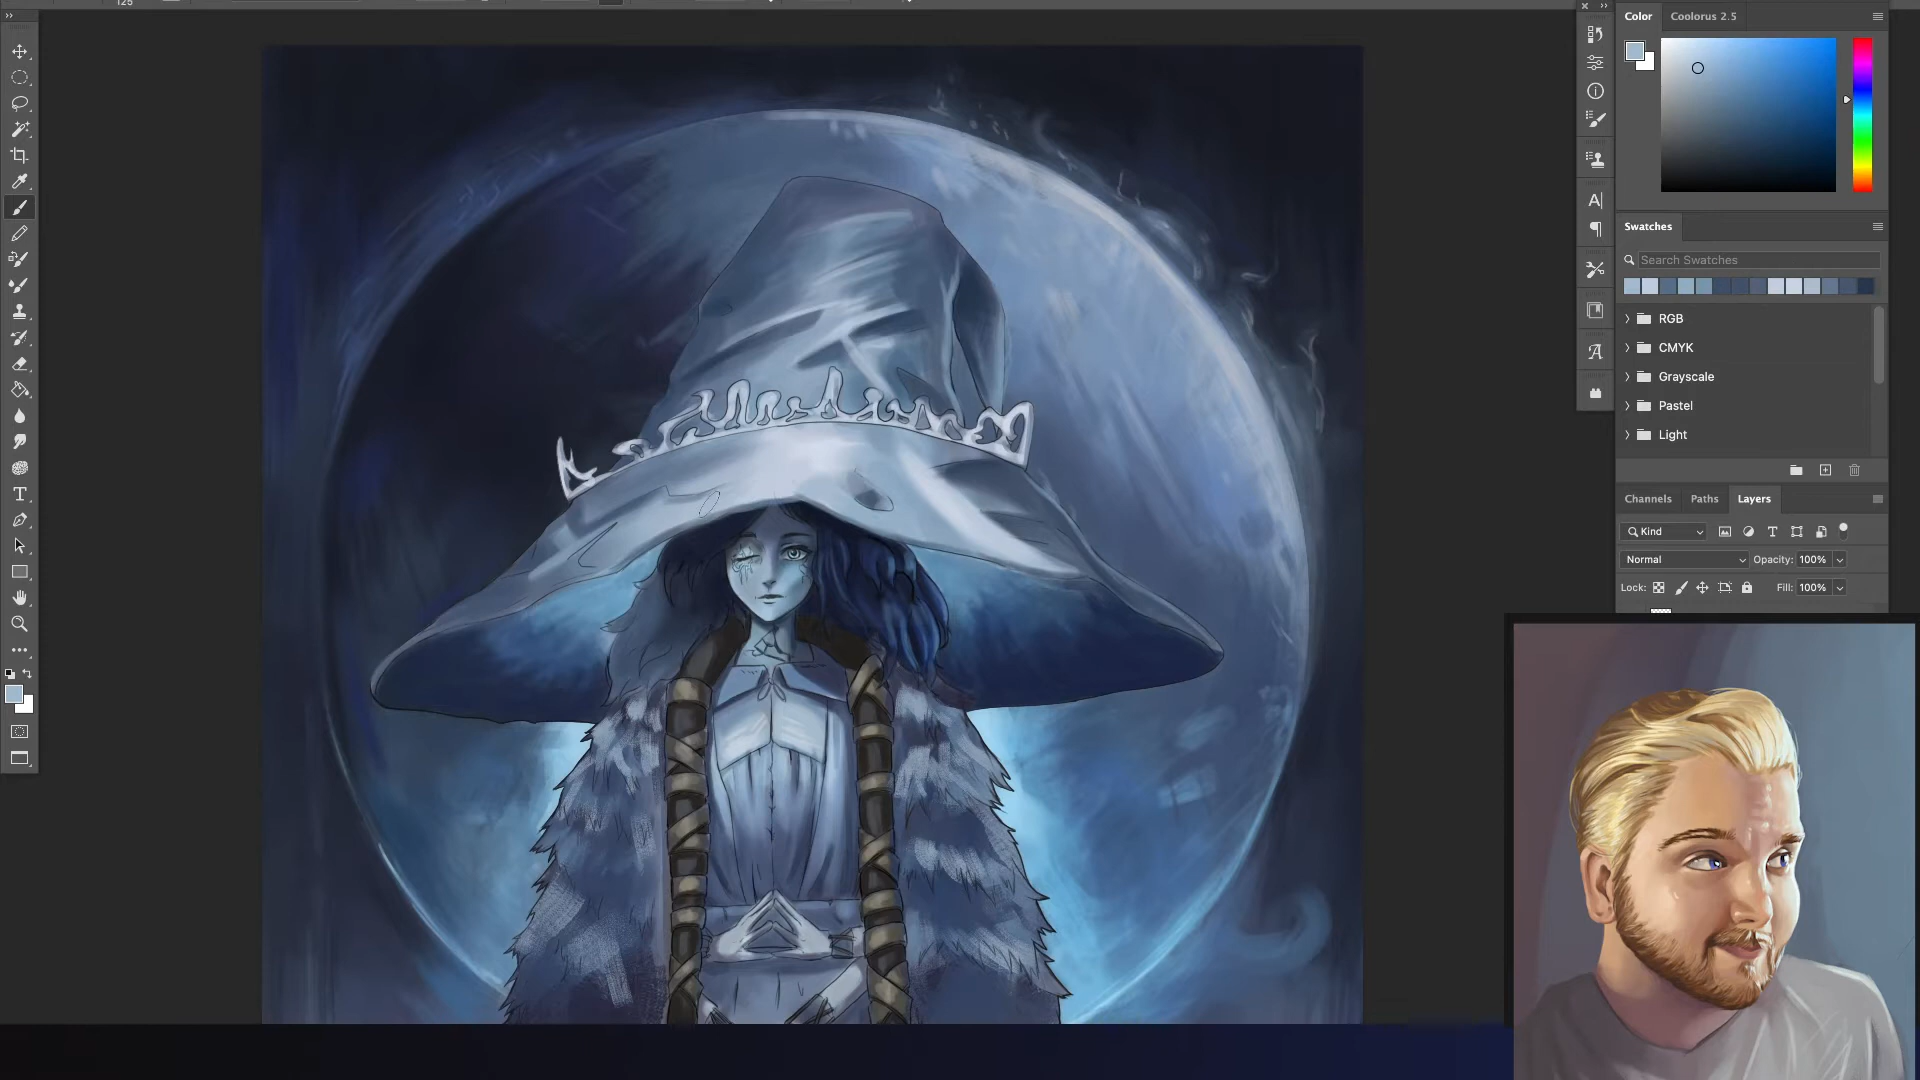 125
Color
Coolorus 2.5
Swatches
Search Swatches
RGB
CMYK
Grayscale
Pastel
Light
Channels
Paths
Layers
Kind
Normal
Opacity:
100%
Lock:
Fill:
100%